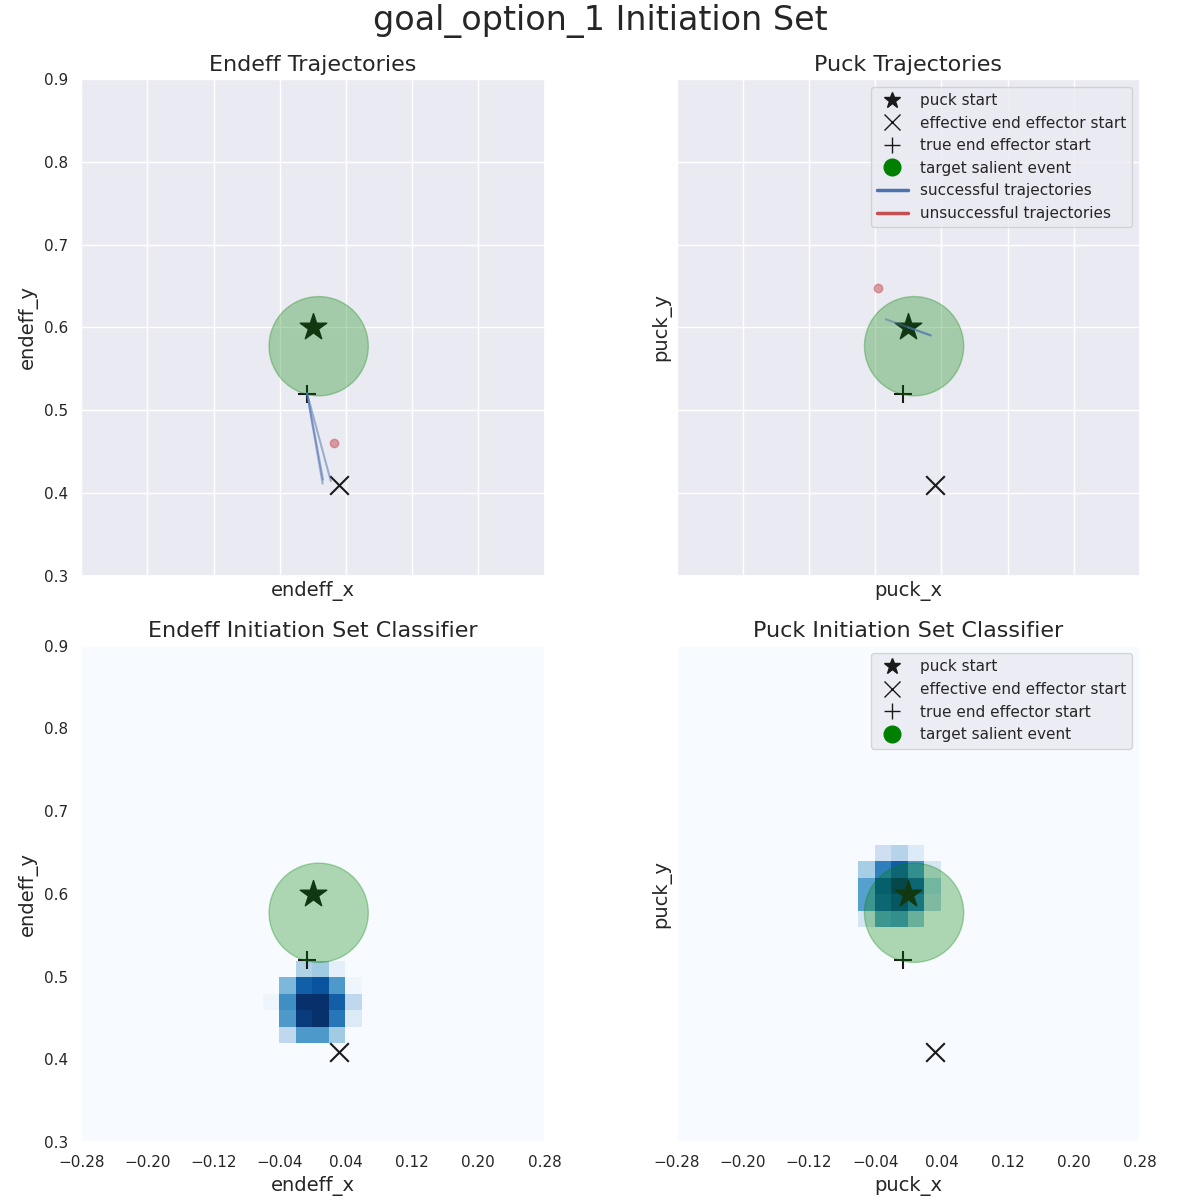 goal_option_1 Initiation Set
Endeff Trajectories
Puck Trajectories
0.9
0.8
0.7
0.6
0.5
0.4
0.3
endeff_y
endeff_x
puck_y
puck start
effective end effector start
true end effector start
target salient event
successful trajectories
unsuccessful trajectories
puck_x
Endeff Initiation Set Classifier
Puck Initiation Set Classifier
0.9
0.8
0.7
0.6
0.5
0.4
0.3
endeff_y
−0.28 −0.20 −0.12 −0.04 0.04 0.12 0.20 0.28
endeff_x
puck_y
puck start
effective end effector start
true end effector start
target salient event
−0.28 −0.20 −0.12 −0.04 0.04 0.12 0.20 0.28
puck_x